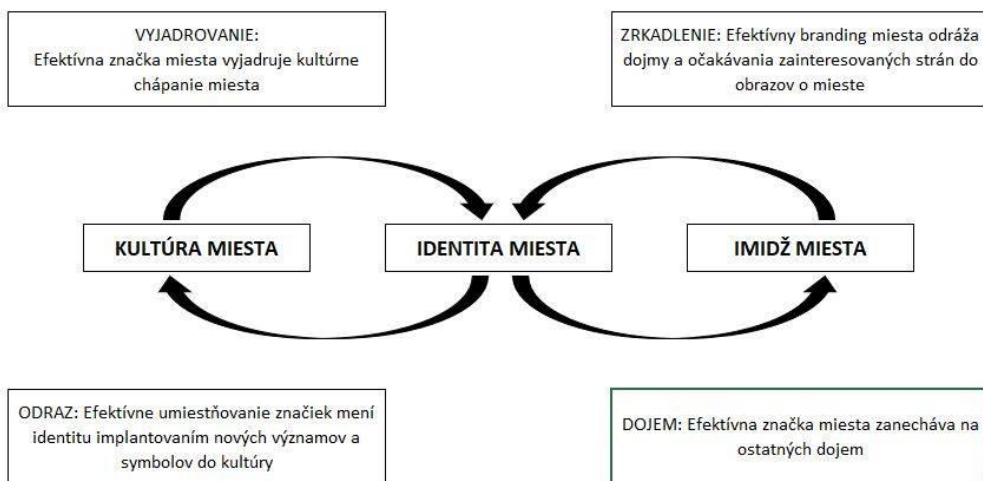 VYJADROVANIE:
Efektívna značka miesta vyjadruje kultúrne
chápanie miesta
ZRKADLENIE: Efektívny branding miesta odráža
dojmy a očakávania zainteresovaných strán do
obrazov o mieste
KULTÚRA MIESTA
IDENTITA MIESTA
IMIDŽ MIESTA
ODRAZ: Efektívne umiestňovanie značiek mení
identitu implantovaním nových významov a
symbolov do kultúry
DOJEM: Efektívna značka miesta zanecháva na
ostatných dojem